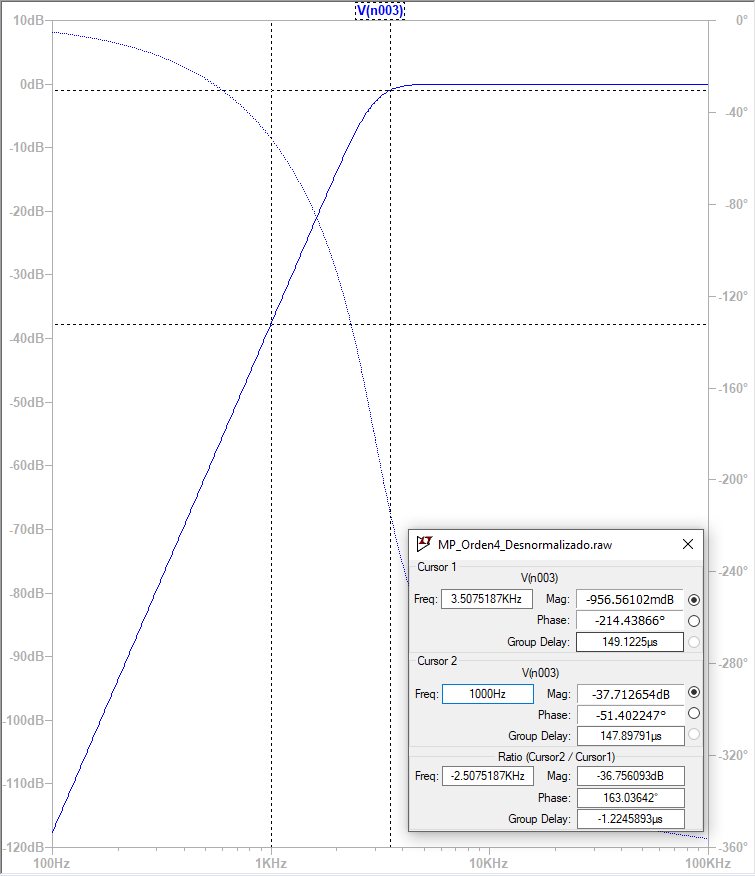 V(n003)
10dB
0dB
-10dB
-20dB
-30dB
-40dB
-50dB
-60dB
-70dB
-80dB
-90dB
-100dB
-110dB
-120dB
0°
-40°
-80°
-120°
-160°
-200°
-240°
-280°
-320°
-360°
100Hz 1KHz 10KHz 100KHz
MP_Orden4_Desnormalizado.raw
Cursor 1
V(n003)
Freq: 3.5075187KHz Mag: -956.56102mdB
Phase: -214.43866°
Group Delay: 149.1225µs
Cursor 2
V(n003)
Freq: 1000Hz Mag: -37.712654dB
Phase: -51.402247°
Group Delay: 147.89791µs
Ratio (Cursor2 / Cursor1)
Freq: -2.5075187KHz Mag: -36.756093dB
Phase: 163.03642°
Group Delay: -1.2245893µs